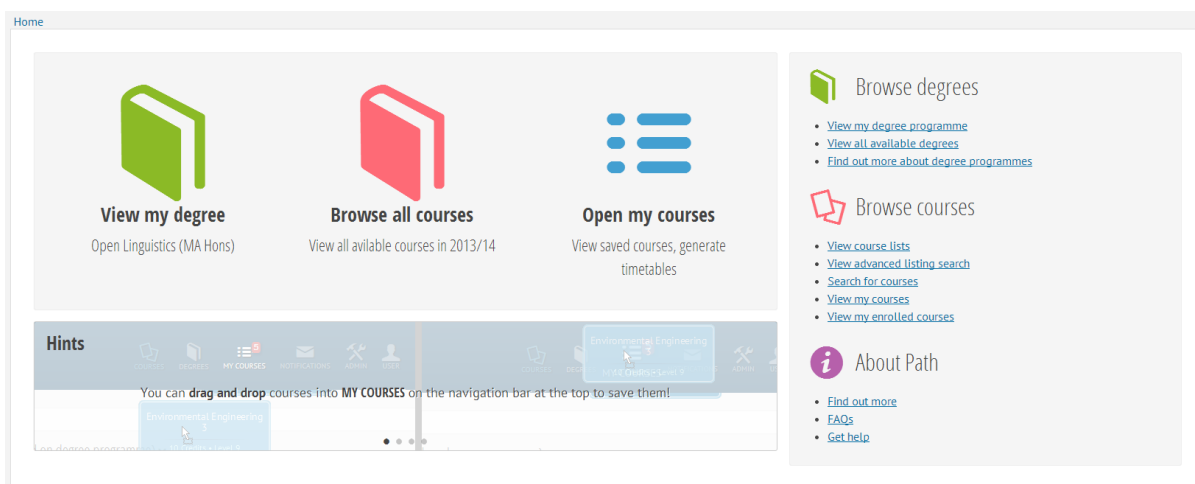 Home
View my degree
Open Linguistics (MA Hons)
Browse all courses
View all avilable courses in 2013/14
Open my courses
View saved courses, generate
timetables
Hints
COURSES DEGREES MY COURSES NOTIFICATIONS ADMIN USER
5
Environmental Engineering
You can drag and drop courses into MY COURSES on the navigation bar at the top to save them!
Environmental Engineering
3
Browse degrees
View my degree programme
View all available degrees
Find out more about degree programmes
Browse courses
View course lists
View advanced listing search
Search for courses
View my courses
View my enrolled courses
About Path
Find out more
FAQs
Get help